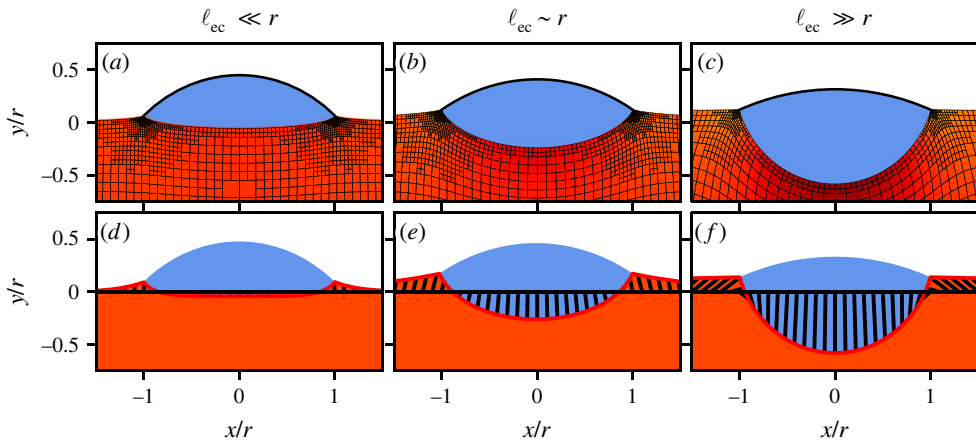 ℓec ≪ r
ℓec ~ r
ℓec ≫ r
(a)
(b)
(c)
0.5
0
–0.5
y/r
(d)
(e)
(f)
0.5
0
–0.5
y/r
–1 0 1
–1 0 1
–1 0 1
x/r
x/r
x/r